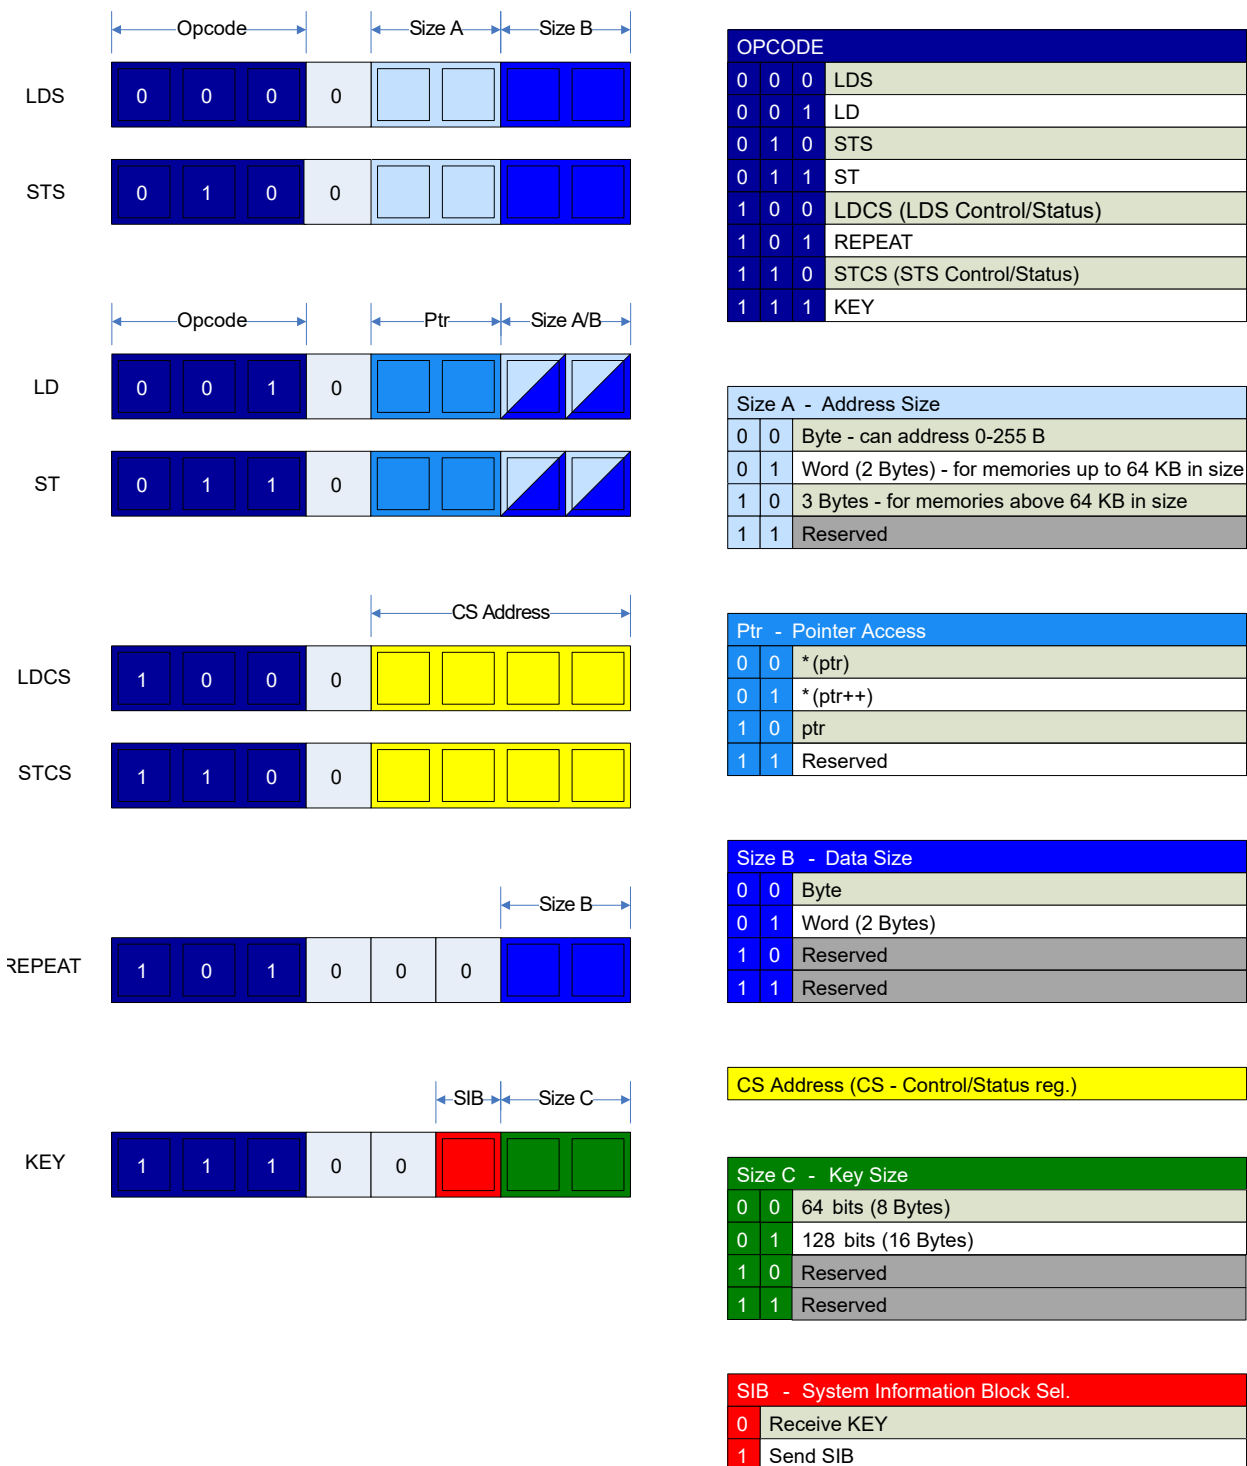 Opcode Size A Size B
LDS 0 0 0 0
STS 0 1 0 0
Opcode Ptr Size A/B
LD 0 0 1 0
ST 0 1 1 0
CS Address
LDCS 1 0 0 0
STCS 1 1 0 0
Size B
REPEAT 1 0 1 0 0 0
SIB Size C
KEY 1 1 1 0 0
OPCODE
0 0 0 LDS
0 0 1 LD
0 1 0 STS
0 1 1 ST
1 0 0 LDCS (LDS Control/Status)
1 0 1 REPEAT
1 1 0 STCS (STS Control/Status)
1 1 1 KEY
Size A - Address Size
0 0 Byte - can address 0-255 B
0 1 Word (2 Bytes) - for memories up to 64 KB in size
1 0 3 Bytes - for memories above 64 KB in size
1 1 Reserved
Ptr - Pointer Access
0 0 *(ptr)
0 1 *(ptr++)
1 0 ptr
1 1 Reserved
Size B - Data Size
0 0 Byte
0 1 Word (2 Bytes)
1 0 Reserved
1 1 Reserved
CS Address (CS - Control/Status reg.)
Size C - Key Size
0 0 64 bits (8 Bytes)
0 1 128 bits (16 Bytes)
1 0 Reserved
1 1 Reserved
SIB - System Information Block Sel.
0 Receive KEY
1 Send SIB